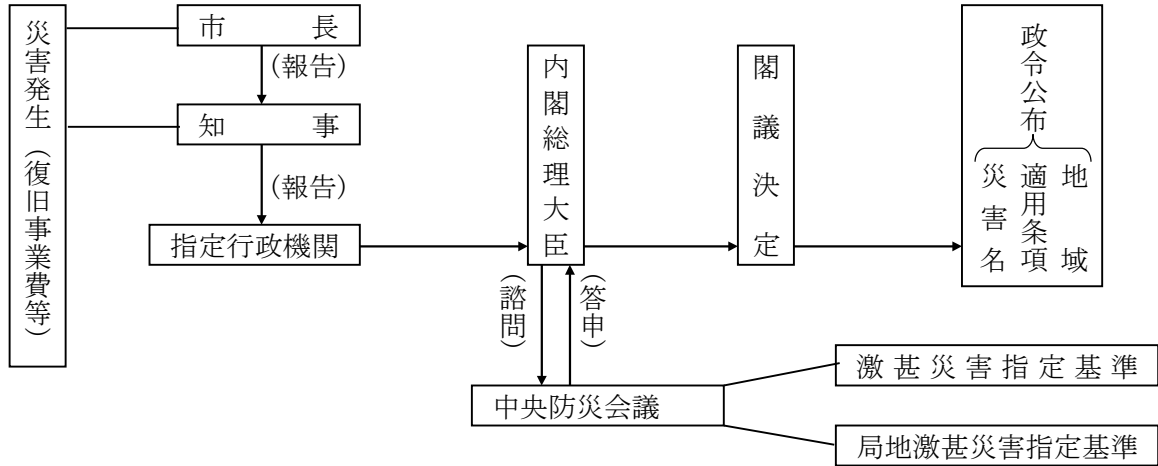 災害発生（復旧事業費等）
市長
（報告）
知事
（報告）
指定行政機関
内閣総理大臣
（諮問）
（答申）
中央防災会議
閣議決定
政令公布
災害名
適用条項
地域
激甚災害指定基準
局地激甚災害指定基準